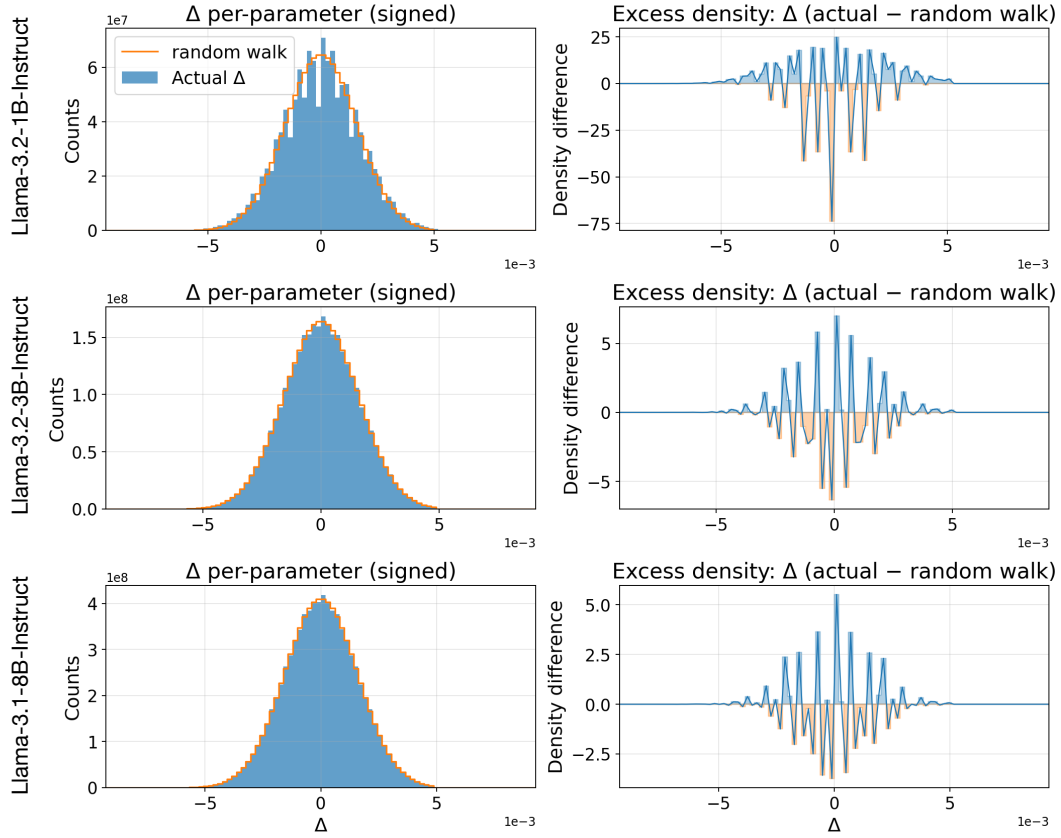 Δ per-parameter (signed)
Excess density: Δ (actual − random walk)
Llama-3.2-1B-Instruct
1e7
Counts
6
4
2
0
random walk
Actual Δ
−5
0
5
1e−3
Density difference
25
0
−25
−50
−75
−5
0
5
1e−3
Δ per-parameter (signed)
Excess density: Δ (actual − random walk)
Llama-3.2-3B-Instruct
1e8
Counts
1.5
1.0
0.5
0.0
−5
0
5
1e−3
Density difference
5
0
−5
−5
0
5
1e−3
Δ per-parameter (signed)
Excess density: Δ (actual − random walk)
Llama-3.1-8B-Instruct
1e8
Counts
4
3
2
1
0
−5
0
5
1e−3
Δ
Density difference
5.0
2.5
0.0
−2.5
−5
0
5
1e−3
Δ